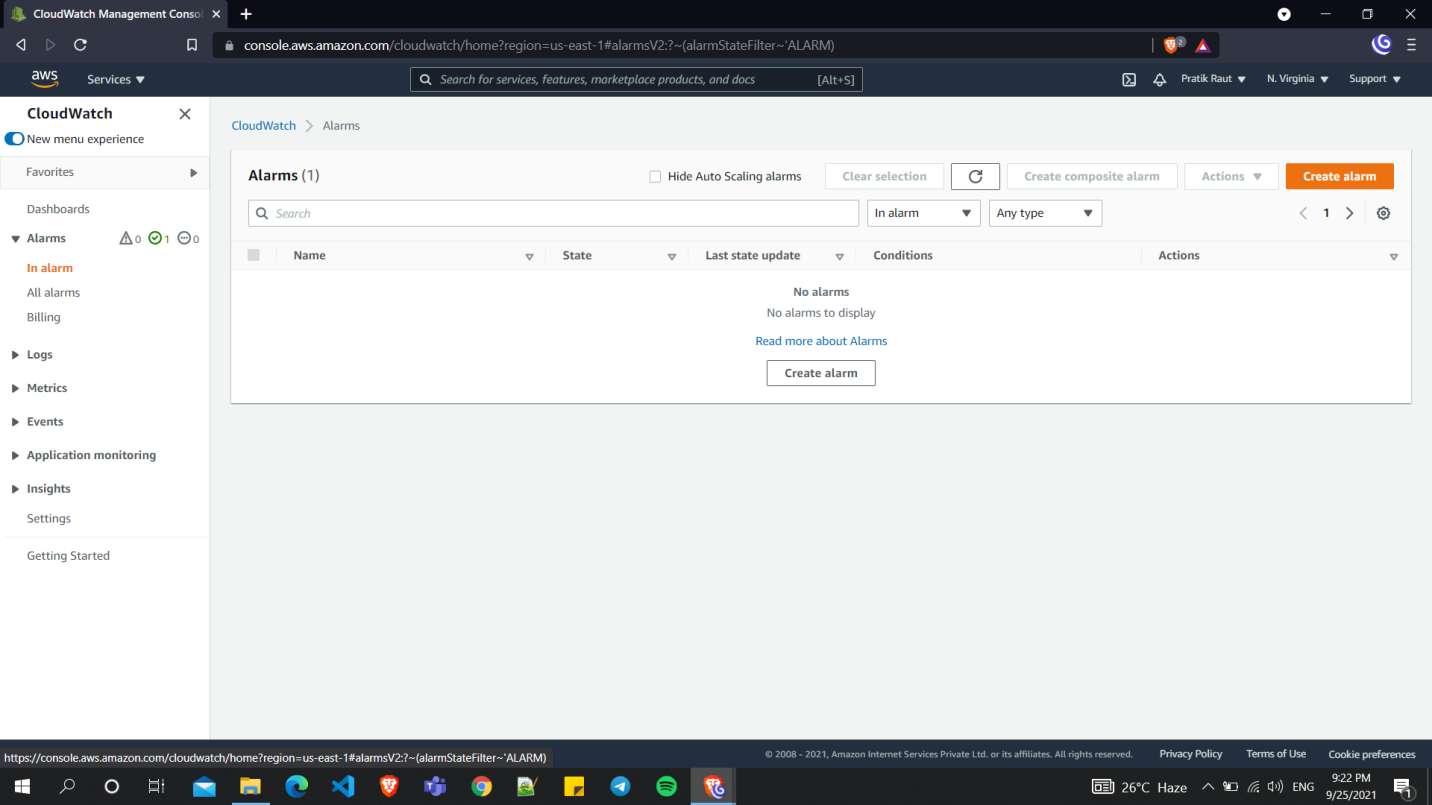 CloudWatch Management Conso
console.aws.amazon.com/cloudwatch/home?region=us-east-1#alarmsV2:?~(alarmStateFilter~'ALARM)
2
aws
Services
Search for services, features, marketplace products, and docs
[Alt+S]
Pratik Raut
N. Virginia
Support
CloudWatch
New menu experience
Favorites
Dashboards
Alarms
0
1
0
In alarm
All alarms
Billing
Logs
Metrics
Events
Application monitoring
Insights
Settings
Getting Started
CloudWatch
Alarms
Alarms (1)
Hide Auto Scaling alarms
Clear selection
Create composite alarm
Actions
Create alarm
Search
In alarm
Any type
1
Name
State
Last state update
Conditions
Actions
No alarms
No alarms to display
Read more about Alarms
Create alarm
https://console.aws.amazon.com/cloudwatch/home?region=us-east-1#alarmsV2:?~(alarmStateFilter~'ALARM)
© 2008 - 2021, Amazon Internet Services Private Ltd. or its affiliates. All rights reserved.
Privacy Policy
Terms of Use
Cookie preferences
26°C Haze
ENG
9:22 PM
9/25/2021
1